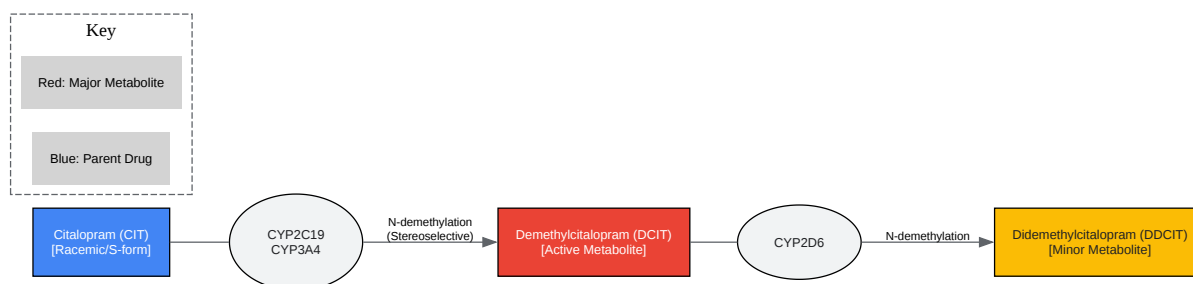 Key
Red: Major Metabolite
Blue: Parent Drug
Citalopram (CIT)
[Racemic/S-form]
CYP2C19
CYP3A4
N-demethylation
(Stereoselective)
Demethylcitalopram (DCIT)
[Active Metabolite]
CYP2D6
N-demethylation
Didemethylcitalopram (DDCIT)
[Minor Metabolite]